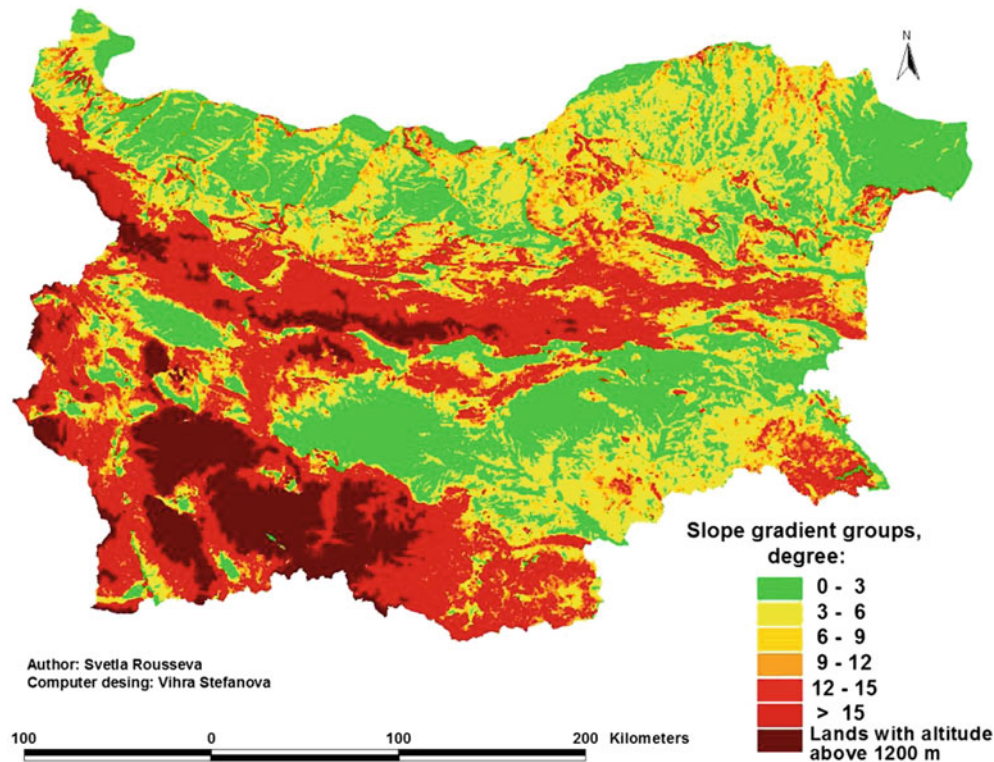 N
Slope gradient groups,
degree:
0 - 3
3 - 6
6 - 9
9 - 12
12 - 15
> 15
Lands with altitude
above 1200 m
Author: Svetla Rousseva
Computer desing: Vihra Stefanova
100 0 100 200 Kilometers